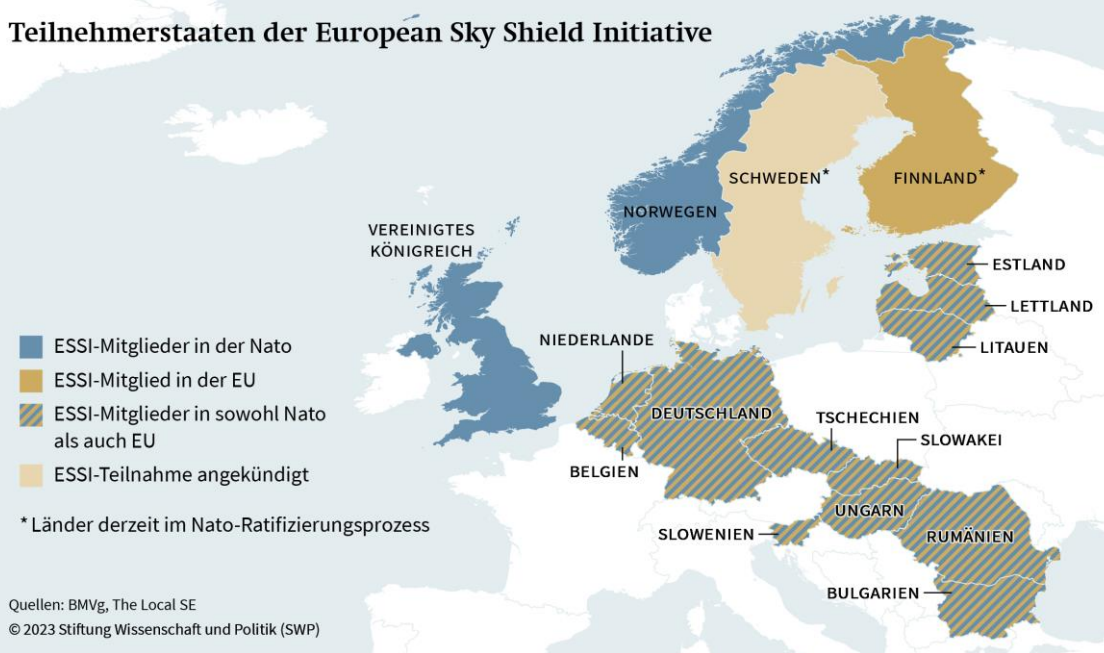 Teilnehmerstaaten der European Sky Shield Initiative
SCHWEDEN*
FINNLAND*
NORWEGEN
VEREINIGTES
KÖNIGREICH
ESTLAND
LETTLAND
LITAUEN
NIEDERLANDE
DEUTSCHLAND
TSCHECHIEN
SLOWAKEI
BELGIEN
UNGARN
SLOWENIEN
RUMÄNIEN
BULGARIEN
ESSI-Mitglieder in der Nato
ESSI-Mitglied in der EU
ESSI-Mitglieder in sowohl Nato
als auch EU
ESSI-Teilnahme angekündigt
* Länder derzeit im Nato-Ratifizierungsprozess
Quellen: BMVg, The Local SE
© 2023 Stiftung Wissenschaft und Politik (SWP)